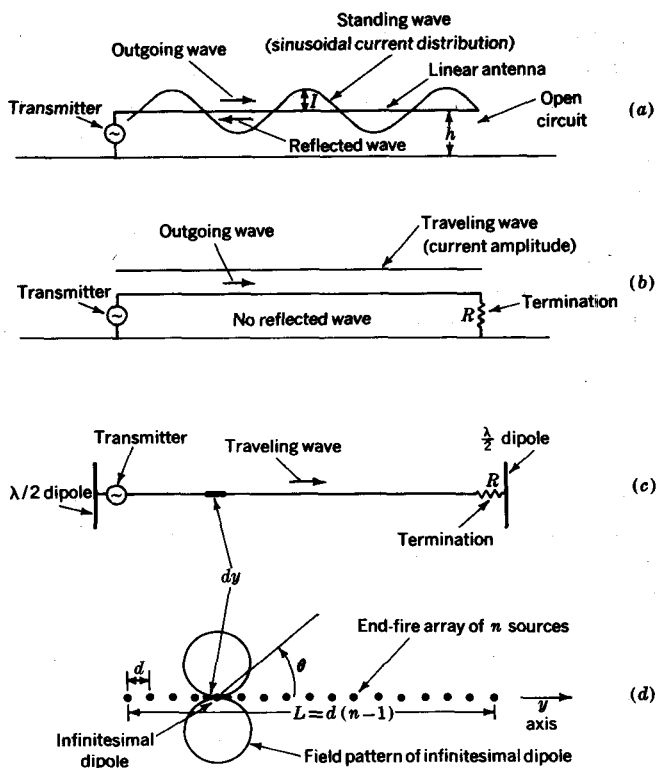 Standing wave
(sinusoidal current distribution)
Outgoing wave
Linear antenna
Transmitter
I
Open
circuit
(a)
h
Reflected wave
Traveling wave
(current amplitude)
Outgoing wave
(b)
Transmitter
Termination
R
No reflected wave
λ/2 dipole
Transmitter
Traveling wave
λ/2 dipole
R
(c)
Termination
dy
End-fire array of n sources
d
θ
(d)
L=d(n-1)
y
axis
Infinitesimal
dipole
Field pattern of infinitesimal dipole